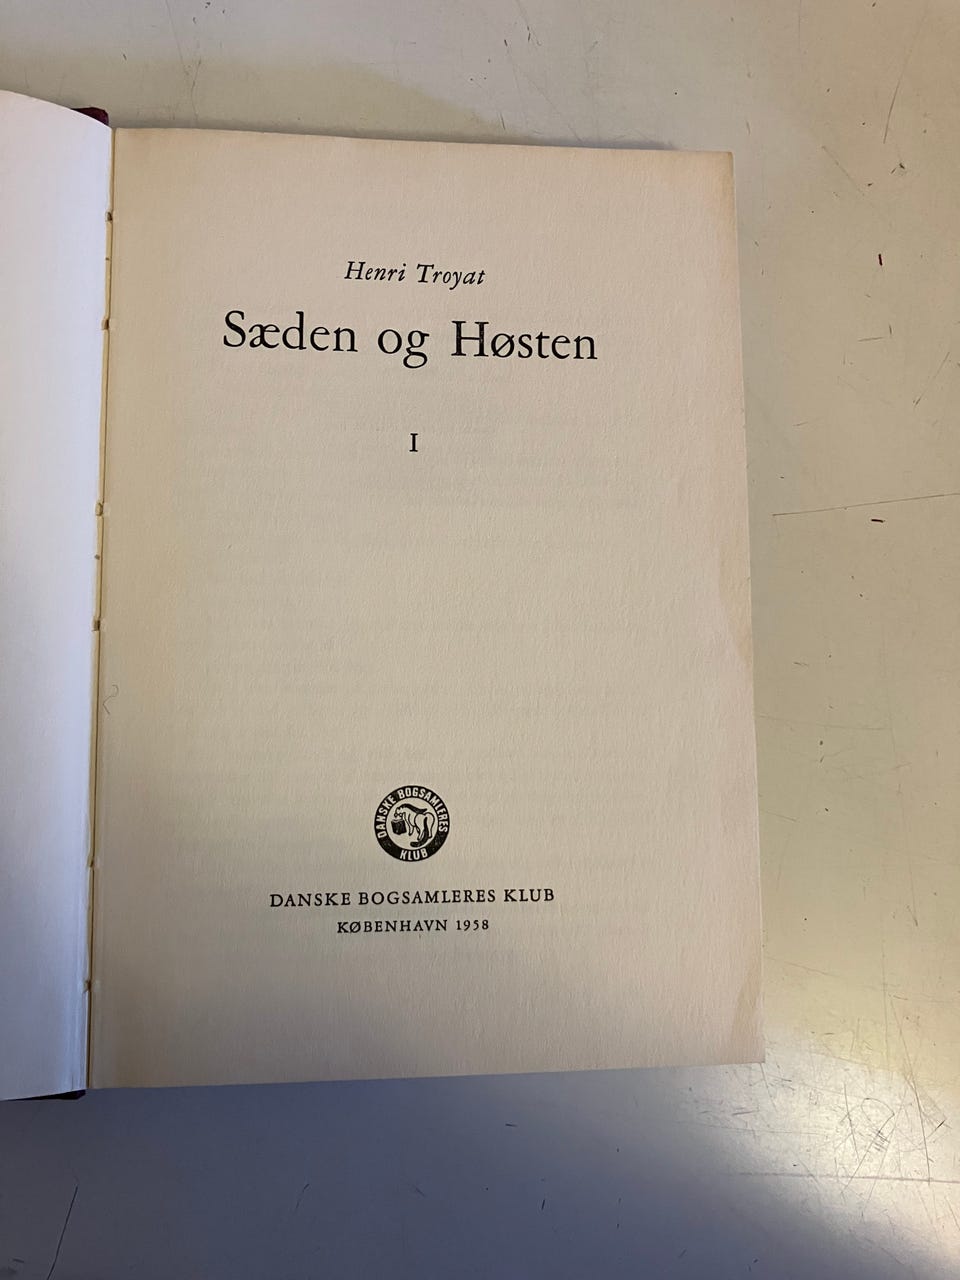 Henri Troyat
Sæden og Høsten
I
DANSKE BOGSAMLERES
KLUB
DANSKE BOGSAMLERES KLUB
KØBENHAVN 1958